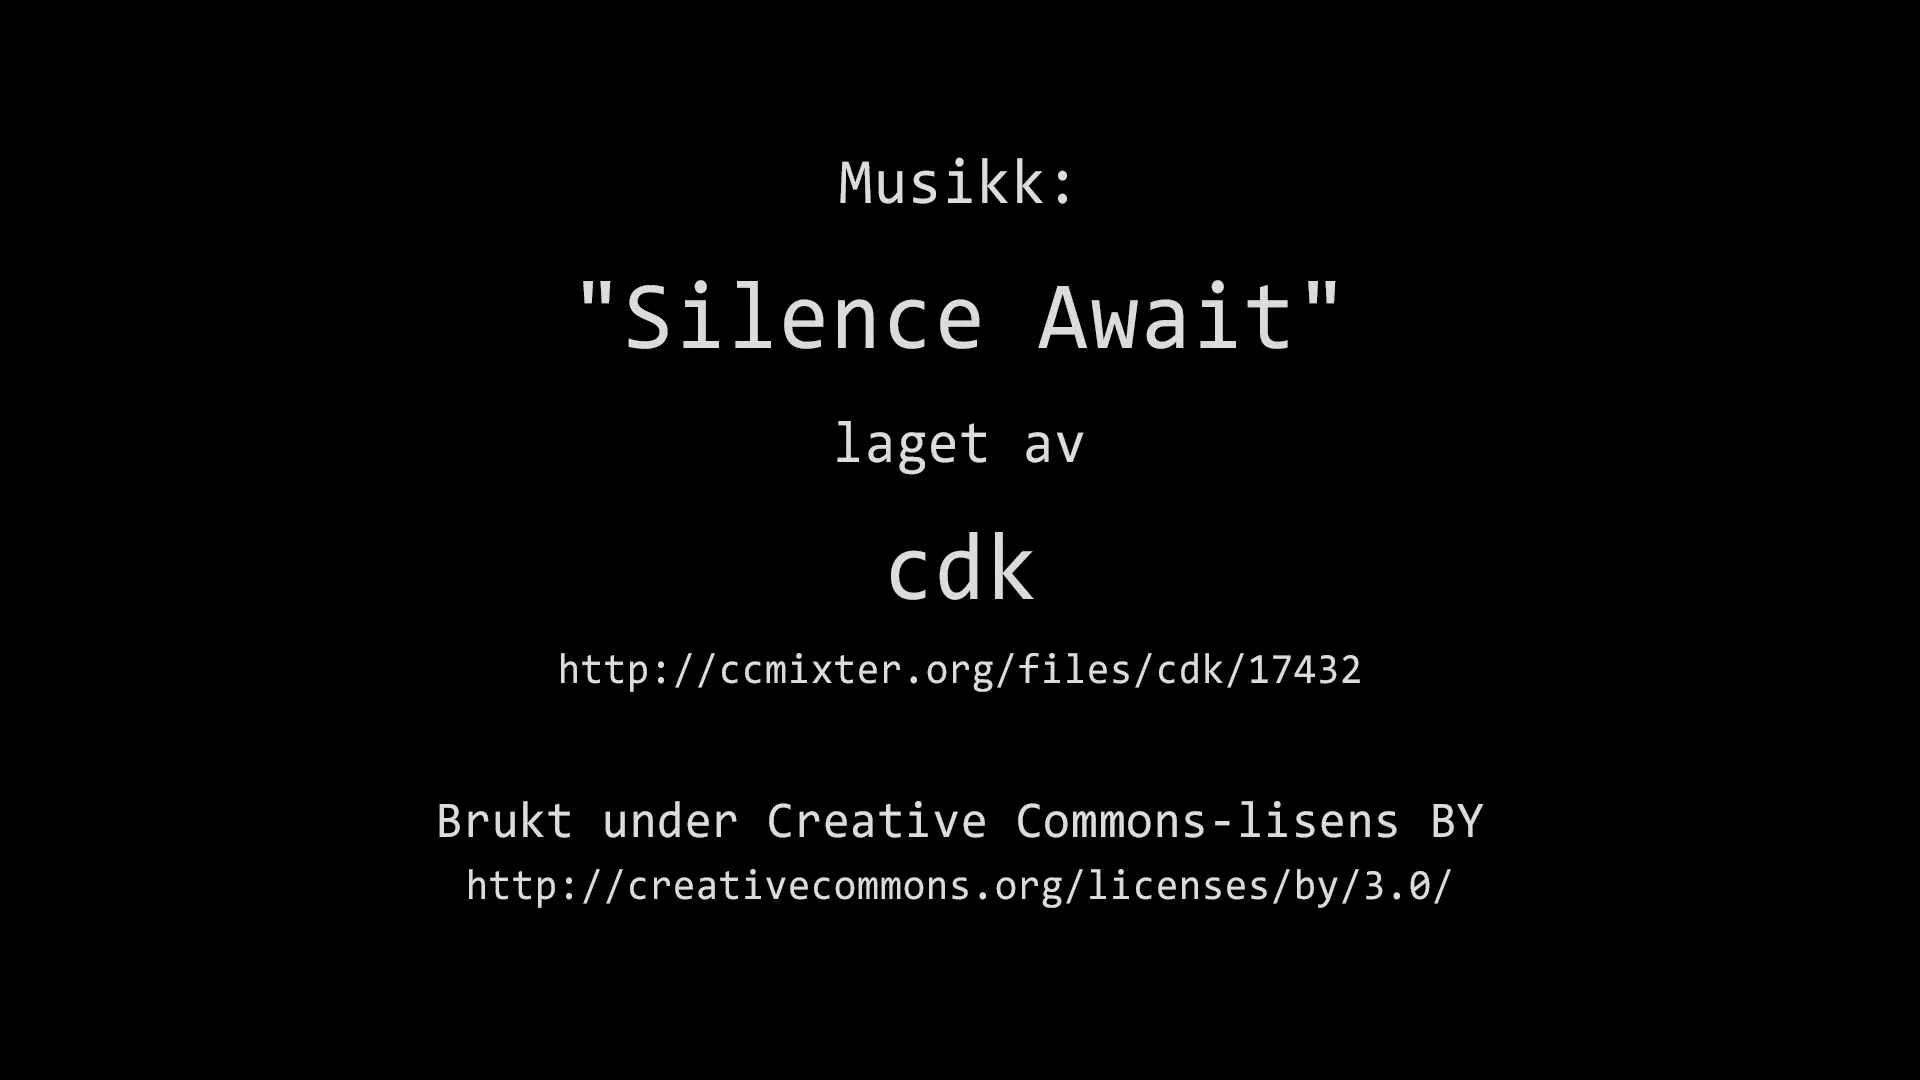 Musikk:
"Silence Await"
laget av
cdk
http://ccmixter.org/files/cdk/17432
Brukt under Creative Commons-lisens BY
http://creativecommons.org/licenses/by/3.0/